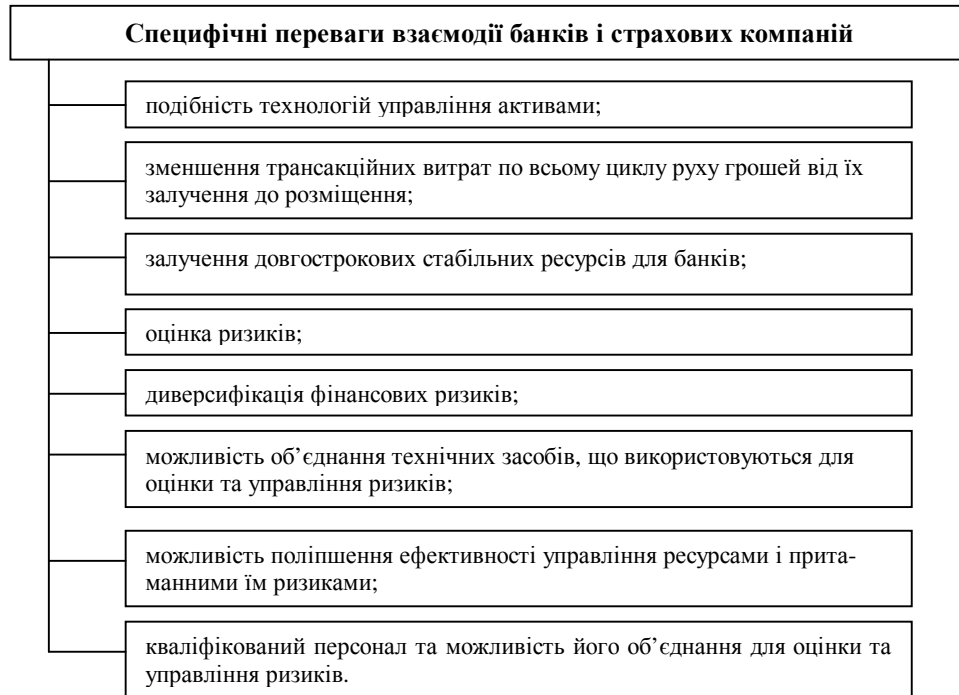 Специфічні переваги взаємодії банків і страхових компаній
подібність технологій управління активами;
зменшення трансакційних витрат по всьому циклу руху грошей від їх
залучення до розміщення;
залучення довгострокових стабільних ресурсів для банків;
оцінка ризиків;
диверсифікація фінансових ризиків;
можливість об’єднання технічних засобів, що використовуються для
оцінки та управління ризиків;
можливість поліпшення ефективності управління ресурсами і прита-
манними їм ризиками;
кваліфікований персонал та можливість його об’єднання для оцінки та
управління ризиків.